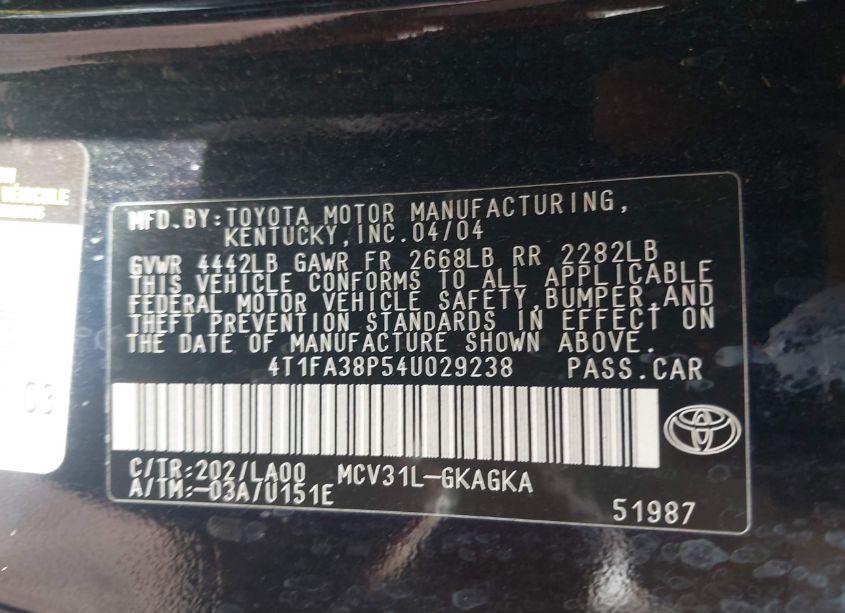 VÉHICULE
MFD.BY:TOYOTA MOTOR MANUFACTURING,
KENTUCKY,INC.04/04
GVWR 4442LB GAWR FR 2668LB RR 2282LB
THIS VEHICLE CONFORMS TO ALL APPLICABLE
FEDERAL MOTOR VEHICLE SAFETY,BUMPER,AND
THEFT PREVENTION STANDARDS IN EFFECT ON
THE DATE OF MANUFACTURE SHOWN ABOVE.
4T1FA38P54U029238 PASS.CAR
C/TR:202/LA00 MCV31L-GKAGKA
A/TM:-03A/U151E
51987